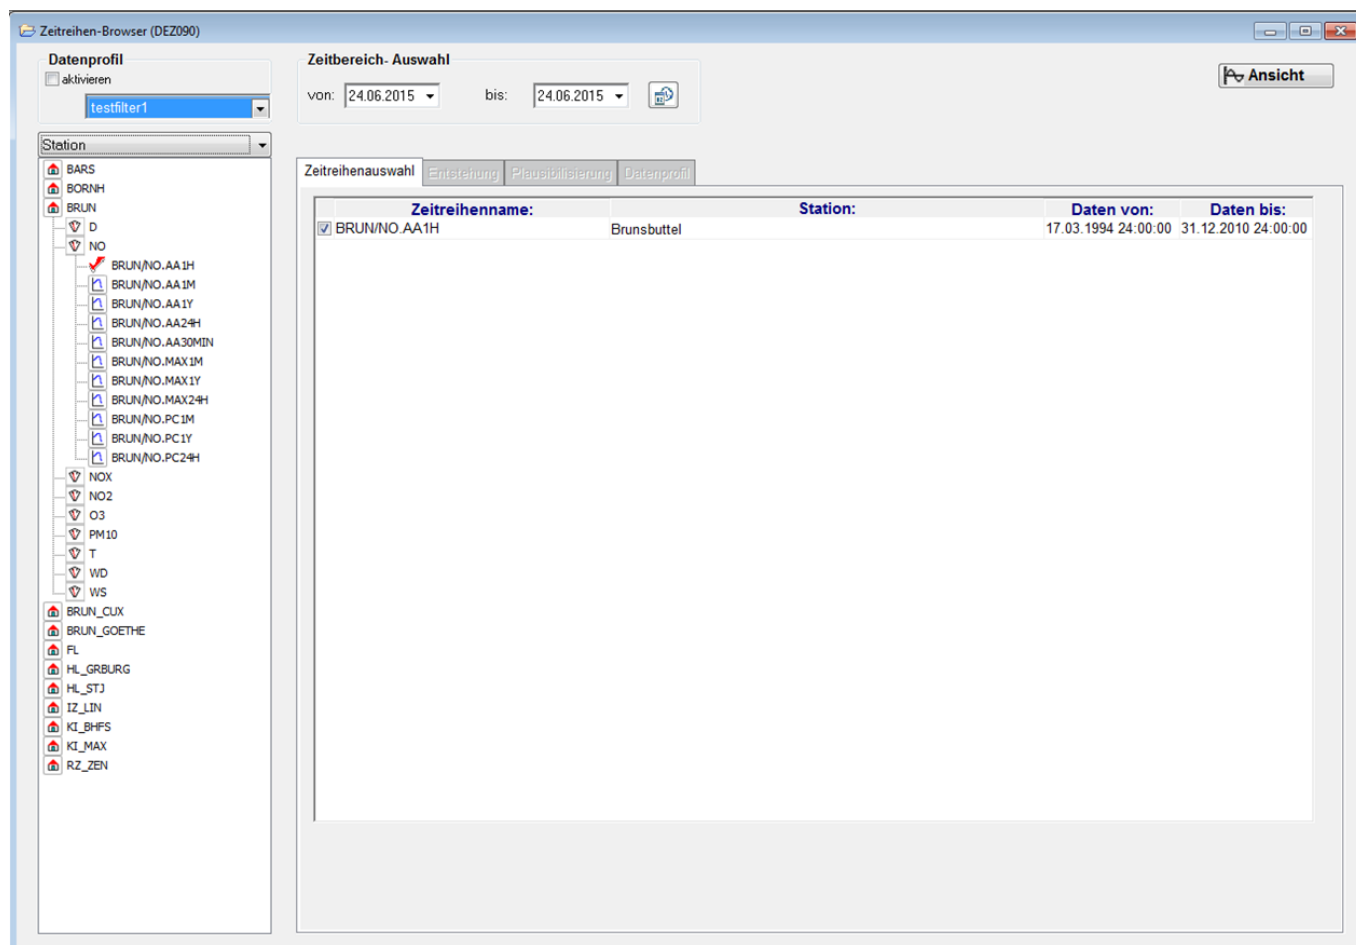 Zeitreihen-Browser (DEZ090)
Datenprofil
aktivieren
testfilter1
Zeitbereich- Auswahl
von: 24.06.2015 bis: 24.06.2015
Ansicht
Station
BARS
BORNH
BRUN
D
NO
BRUN/NO.AA1H
BRUN/NO.AA1M
BRUN/NO.AA1Y
BRUN/NO.AA24H
BRUN/NO.AA30MIN
BRUN/NO.MAX1M
BRUN/NO.MAX1Y
BRUN/NO.MAX24H
BRUN/NO.PC1M
BRUN/NO.PC1Y
BRUN/NO.PC24H
NOX
NO2
O3
PM10
T
WD
WS
BRUN_CUX
BRUN_GOETHE
FL
HL_GRBURG
HL_STJ
IZ_LIN
KI_BHFS
KI_MAX
RZ_ZEN
Zeitreihenauswahl Entstehung Plausibilisierung Datenprofil
Zeitreihenname: Station: Daten von: Daten bis:
BRUN/NO.AA1H Brunsbuttel 17.03.1994 24:00:00 31.12.2010 24:00:00